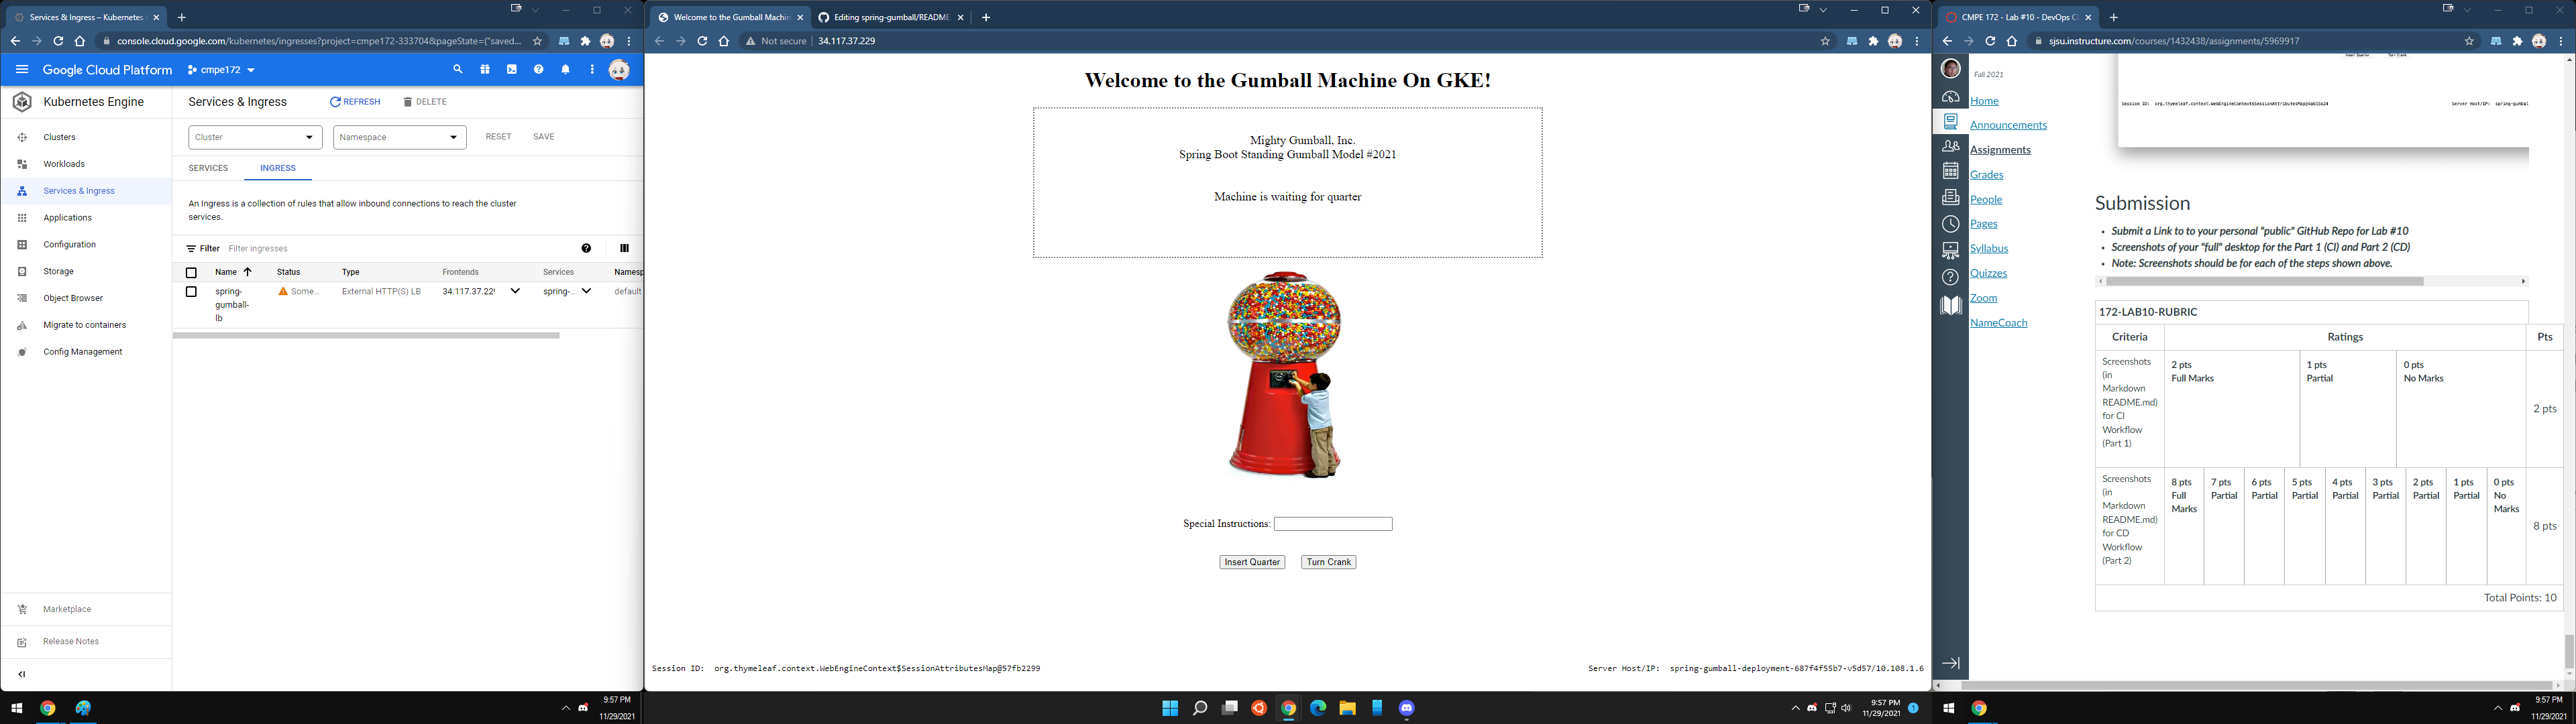 Services & Ingress – Kubernetes
console.cloud.google.com/kubernetes/ingresses?project=cmpe172-333704&pageState=("saved...
Google Cloud Platform
cmpe172
Kubernetes Engine
Services & Ingress
REFRESH
DELETE
Clusters
Workloads
Services & Ingress
Applications
Configuration
Storage
Object Browser
Migrate to containers
Config Management
Marketplace
Release Notes
Cluster
Namespace
RESET
SAVE
SERVICES
INGRESS
An Ingress is a collection of rules that allow inbound connections to reach the cluster
services.
Filter
Filter ingresses
Name
Status
Type
Frontends
Services
Namesp
spring-
gumball-
lb
Some...
External HTTP(S) LB
34.117.37.22
spring-...
default
9:57 PM
11/29/2021
Welcome to the Gumball Machin
Editing spring-gumball/README.
Not secure
34.117.37.229
Welcome to the Gumball Machine On GKE!
Mighty Gumball, Inc.
Spring Boot Standing Gumball Model #2021
Machine is waiting for quarter
Special Instructions:
Insert Quarter
Turn Crank
Session ID: org.thymeleaf.context.WebEngineContext$SessionAttributesMap@57fb2299
Server Host/IP: spring-gumball-deployment-687f4f55b7-v5d57/10.108.1.6
9:57 PM
11/29/2021
1
CMPE 172 - Lab #10 - DevOps CI
sjsu.instructure.com/courses/1432438/assignments/5969917
Fall 2021
Home
Announcements
Assignments
Grades
People
Pages
Syllabus
Quizzes
Zoom
NameCoach
Insert Quarter
Turn Crank
Server Host/IP: spring-gumbal
Submission
Submit a Link to to your personal "public" GitHub Repo for Lab #10
Screenshots of your "full" desktop for the Part 1 (CI) and Part 2 (CD)
Note: Screenshots should be for each of the steps shown above.
172-LAB10-RUBRIC
Criteria
Ratings
Pts
Screenshots
(in
Markdown
README.md)
for CI
Workflow
(Part 1)
2 pts
Full Marks
1 pts
Partial
0 pts
No Marks
2 pts
Screenshots
(in
Markdown
README.md)
for CD
Workflow
(Part 2)
8 pts
Full
Marks
7 pts
Partial
6 pts
Partial
5 pts
Partial
4 pts
Partial
3 pts
Partial
2 pts
Partial
1 pts
Partial
0 pts
No
Marks
8 pts
Total Points: 10
9:57 PM
11/29/2021